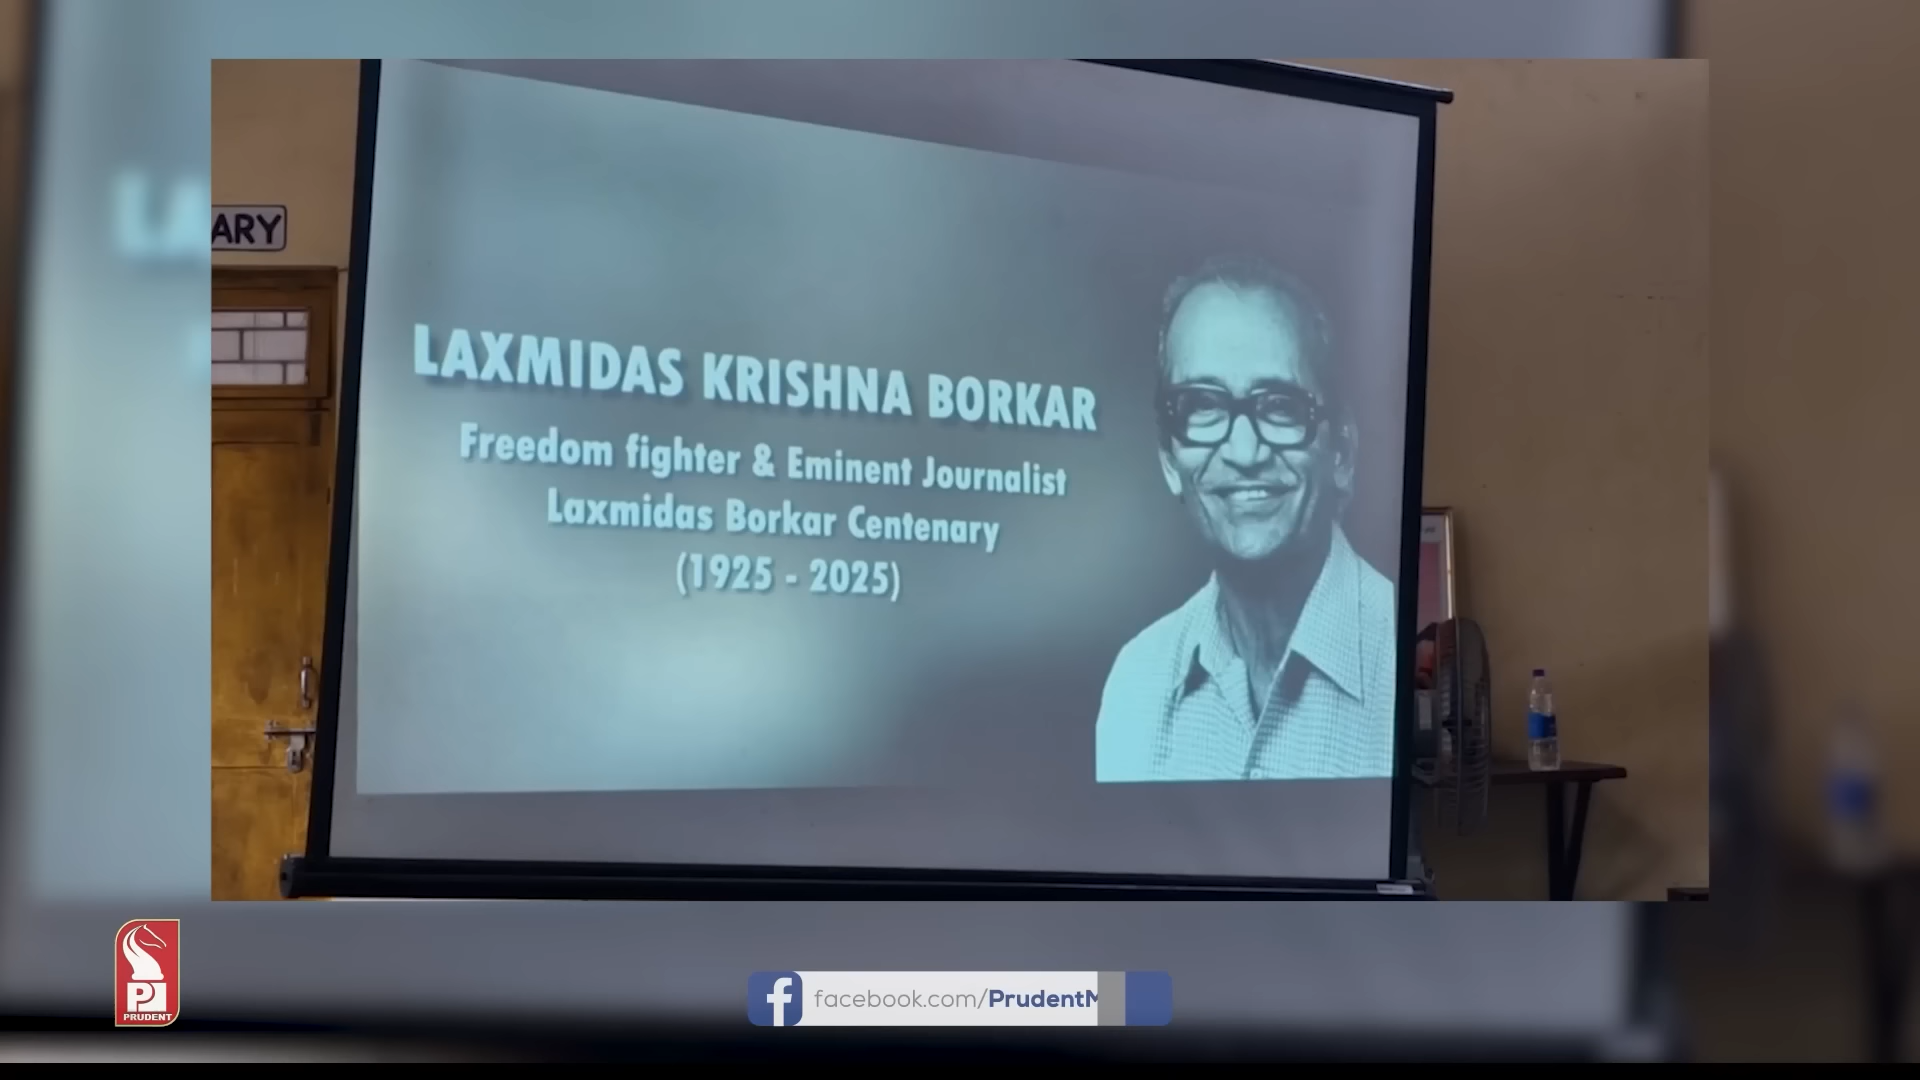 ARY
LAXMIDAS KRISHNA BORKAR
Freedom fighter & Eminent Journalist
Laxmidas Borkar Centenary
(1925 - 2025)
P
PRUDENT
facebook.com/PrudentM